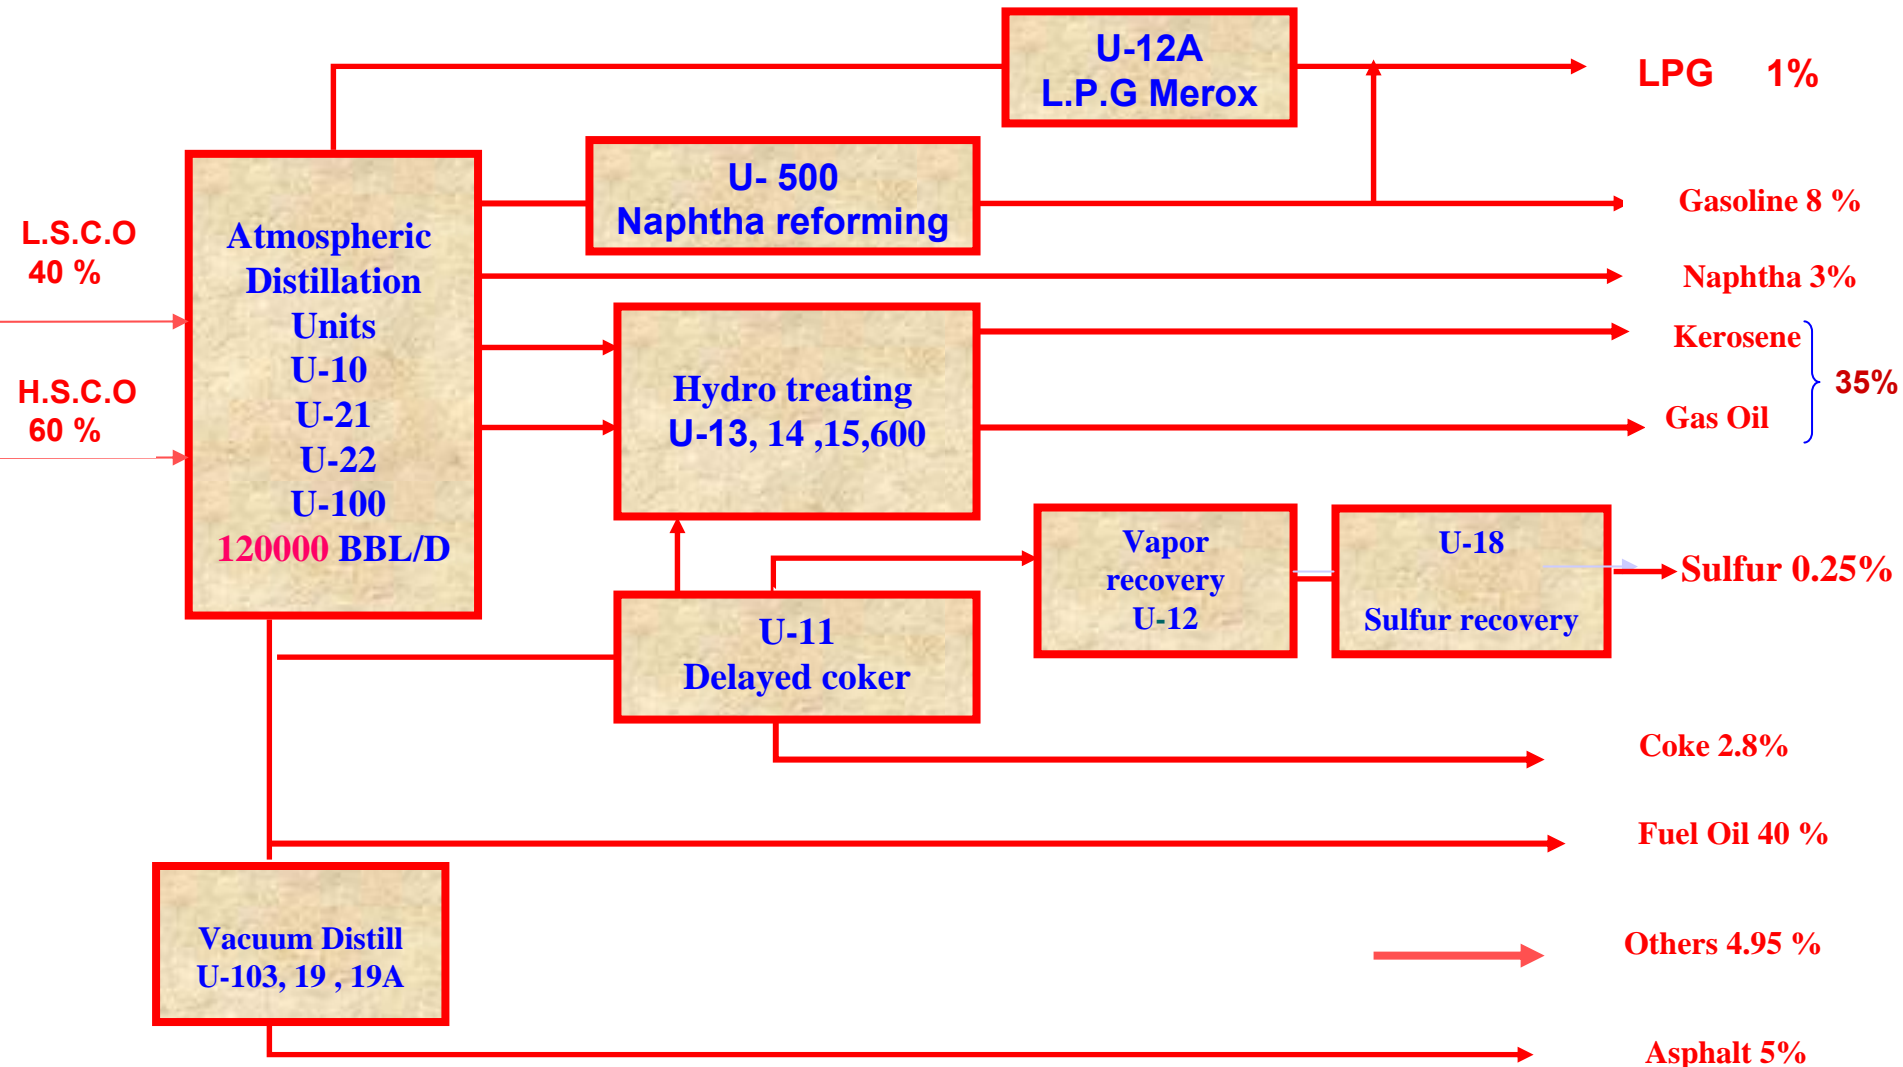 U-12A
L.P.G Merox
LPG 1%
U- 500
Naphtha reforming
Gasoline 8 %
L.S.C.O
40 %
H.S.C.O
60 %
Atmospheric
Distillation
Units
U-10
U-21
U-22
U-100
120000 BBL/D
Naphtha 3%
Kerosene
35%
Gas Oil
Hydro treating
U-13, 14 ,15,600
Vapor
recovery
U-12
U-18
Sulfur recovery
Sulfur 0.25%
U-11
Delayed coker
Coke 2.8%
Fuel Oil 40 %
Vacuum Distill
U-103, 19 , 19A
Others 4.95 %
Asphalt 5%